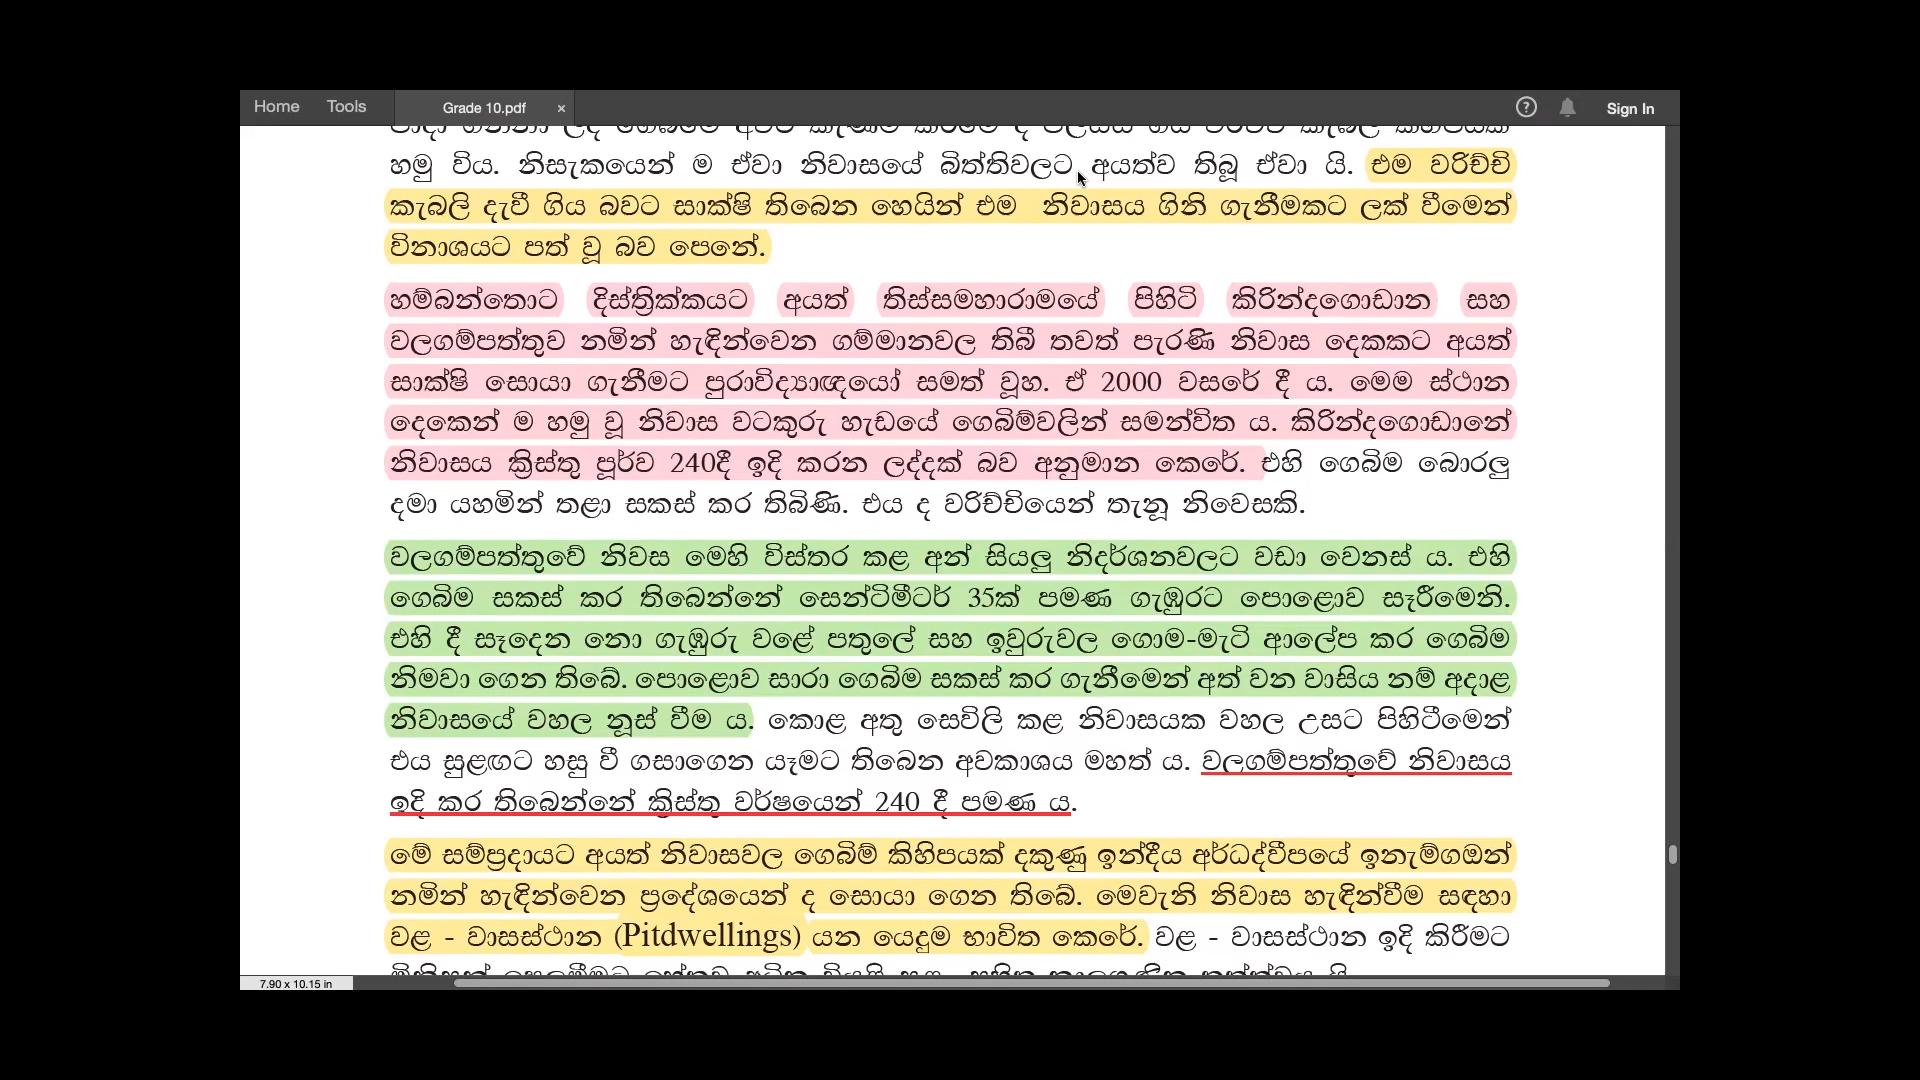 Home Tools Grade 10.pdf × ? Sign In
හමු විය. නිසැකයෙන් ම ඒවා නිවාසයේ බිත්තිවලට අයත්ව තිබූ ඒවා යි. එම වරිච්චි
කැබලි දැවී ගිය බවට සාක්ෂි තිබෙන හෙයින් එම නිවාසය ගිනි ගැනීමකට ලක් වීමෙන්
විනාශයට පත් වූ බව පෙනේ.
හම්බන්තොට දිස්ත්‍රික්කයට අයත් තිස්සමහාරාමයේ පිහිටි කිරින්දගොඩාන සහ
වලගම්පත්තුව නමින් හැඳින්වෙන ගම්මානවල තිබී තවත් පැරණි නිවාස දෙකකට අයත්
සාක්ෂි සොයා ගැනීමට පුරාවිද්‍යාඥයෝ සමත් වූහ. ඒ 2000 වසරේ දී ය. මෙම ස්ථාන
දෙකෙන් ම හමු වූ නිවාස වටකුරු හැඩයේ ගෙබිම්වලින් සමන්විත ය. කිරින්දගොඩානේ
නිවාසය ක්‍රිස්තු පූර්ව 240දී ඉදි කරන ලද්දක් බව අනුමාන කෙරේ. එහි ගෙබිම බොරලු
දමා යහමින් තළා සකස් කර තිබිණි. එය ද වරිච්චියෙන් තැනූ නිවෙසකි.
වලගම්පත්තුවේ නිවස මෙහි විස්තර කළ අන් සියලු නිදර්ශනවලට වඩා වෙනස් ය. එහි
ගෙබිම සකස් කර තිබෙන්නේ සෙන්ටිමීටර් 35ක් පමණ ගැඹුරට පොළොව සෑරීමෙනි.
එහි දී සෑදෙන නො ගැඹුරු වළේ පතුලේ සහ ඉවුරුවල ගොම-මැටි ආලේප කර ගෙබිම
නිමවා ගෙන තිබේ. පොළොව සාරා ගෙබිම සකස් කර ගැනීමෙන් අත් වන වාසිය නම් අදාළ
නිවාසයේ වහල නූස් වීම ය. කොළ අතු සෙවිලි කළ නිවාසයක වහල උසට පිහිටීමෙන්
එය සුළඟට හසු වී ගසාගෙන යෑමට තිබෙන අවකාශය මහත් ය. වලගම්පත්තුවේ නිවාසය
ඉදි කර තිබෙන්නේ ක්‍රිස්තු වර්ෂයෙන් 240 දී පමණ ය.
මේ සම්ප්‍රදායට අයත් නිවාසවල ගෙබිම් කිහිපයක් දකුණු ඉන්දීය අර්ධද්වීපයේ ඉනැම්ගඔන්
නමින් හැඳින්වෙන ප්‍රදේශයෙන් ද සොයා ගෙන තිබේ. මෙවැනි නිවාස හැඳින්වීම සඳහා
වළ - වාසස්ථාන (Pitdwellings) යන යෙදුම භාවිත කෙරේ. වළ - වාසස්ථාන ඉදි කිරීමට
7.90 x 10.15 in